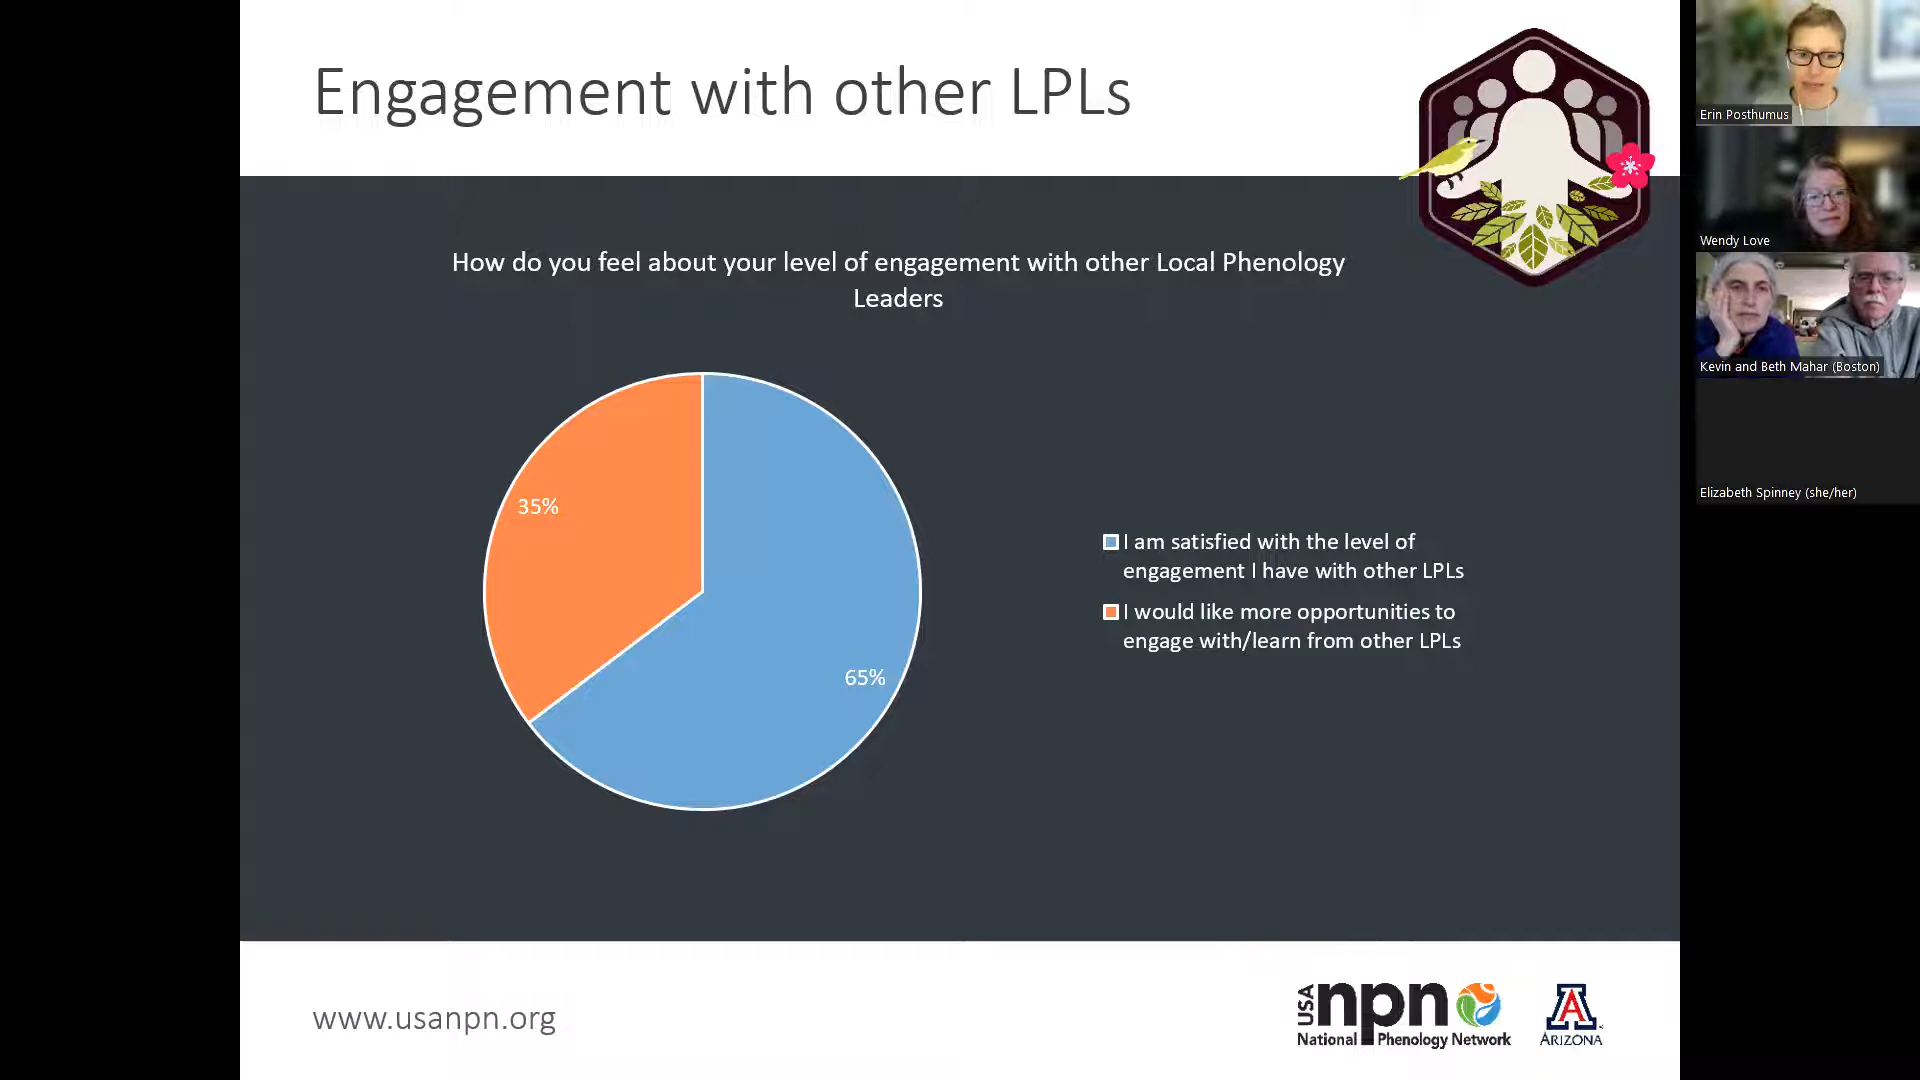 Engagement with other LPLs
How do you feel about your level of engagement with other Local Phenology
Leaders
35%
65%
I am satisfied with the level of
engagement I have with other LPLs
I would like more opportunities to
engage with/learn from other LPLs
www.usanpn.org
USA npn
National Phenology Network
A
ARIZONA
Erin Posthumus
Wendy Love
Kevin and Beth Mahar (Boston)
Elizabeth Spinney (she/her)